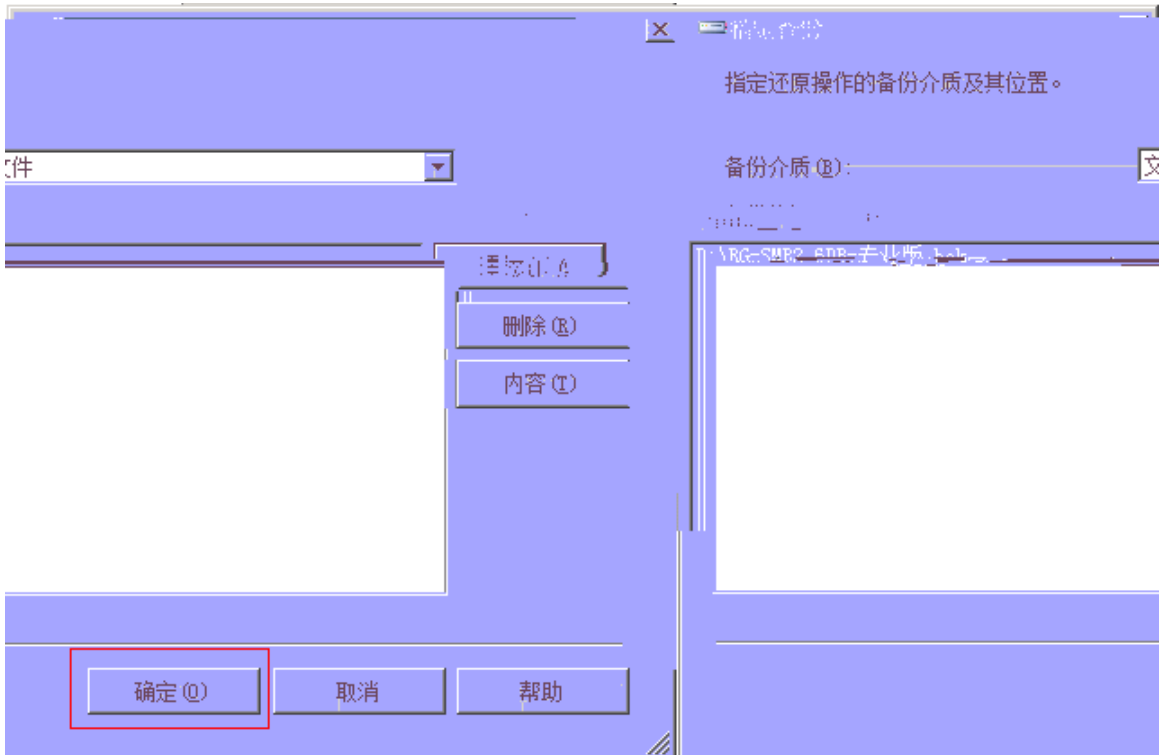 指定还原操作的备份介质及其位置。
备份介质(B):
文件
删除(R)
内容(T)
确定(O)
取消
帮助